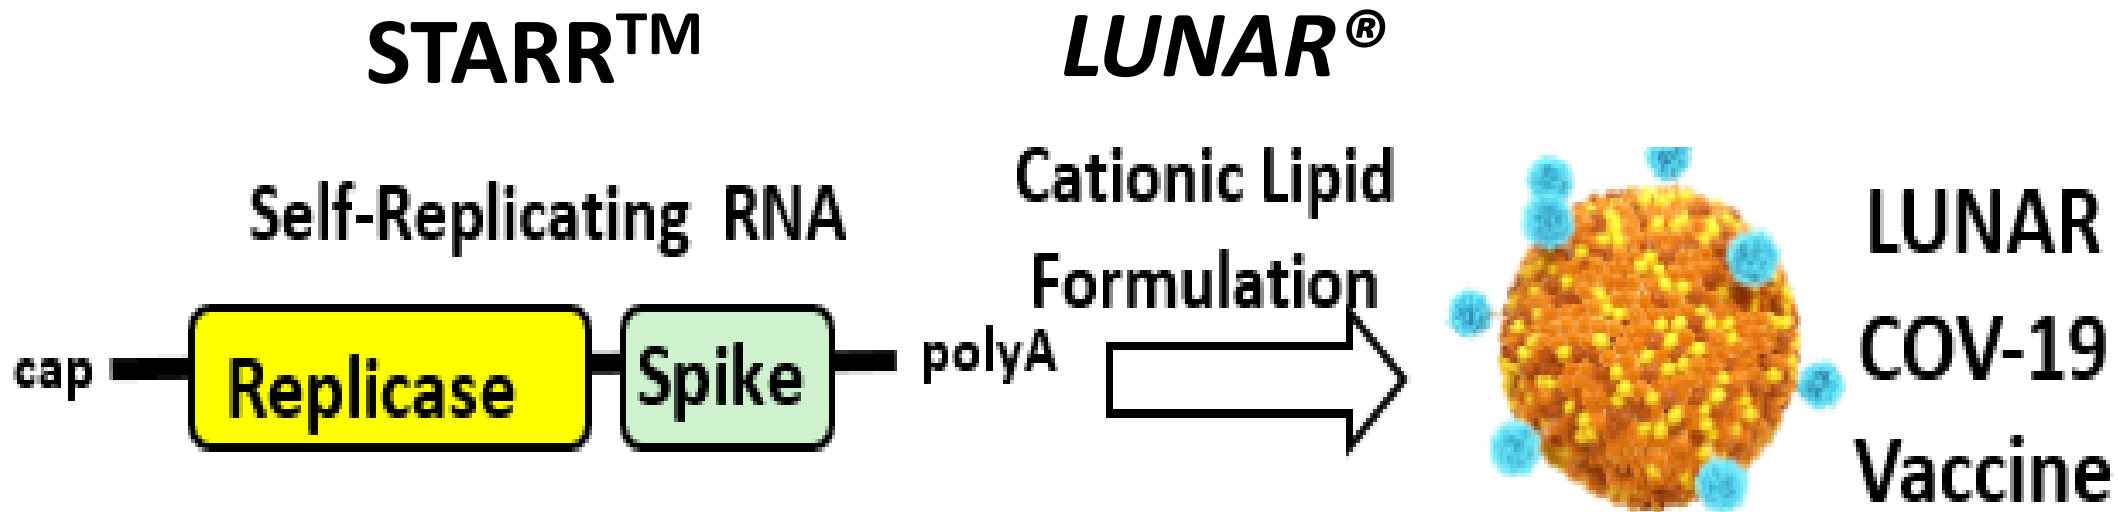 STARR™
LUNAR®
Self-Replicating RNA
Cationic Lipid
Formulation
cap
Replicase
Spike
polyA
LUNAR
COV-19
Vaccine